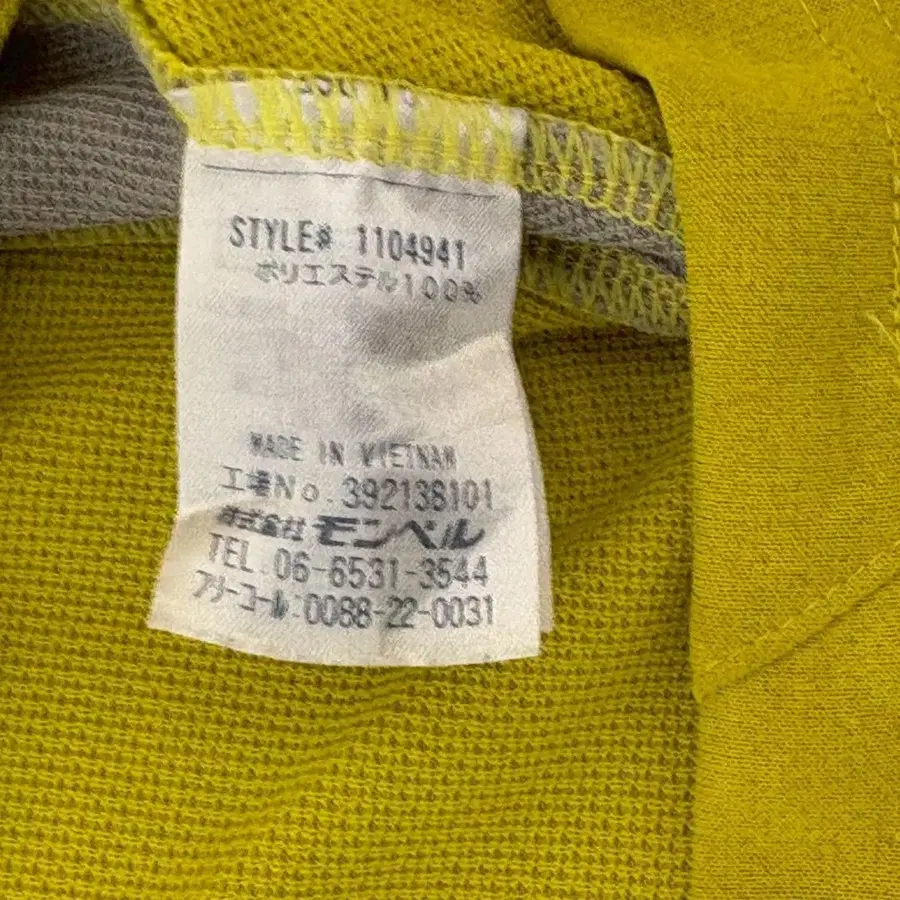 STYLE# 1104941
ポリエステル100%
MADE IN VIETNAM
工場No.392138101
株式会社モンベル
TEL.06-6531-3544
フリーコール:0088-22-0031